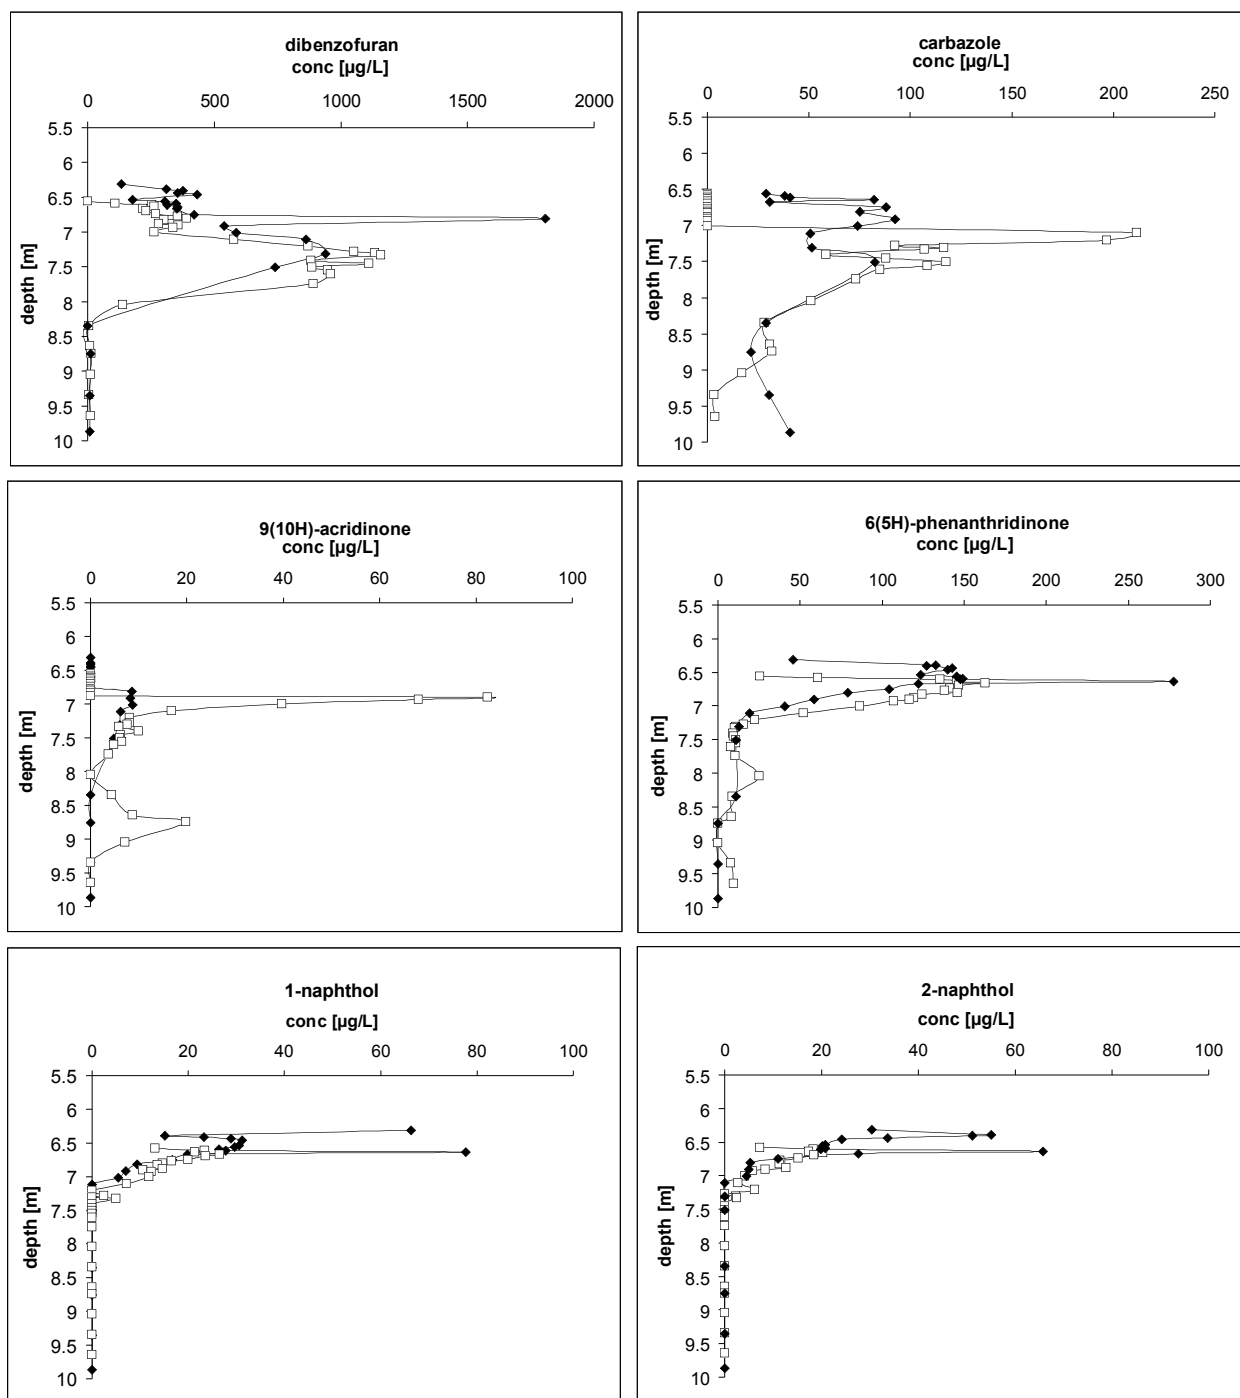 dibenzofuran
conc [µg/L]
0 500 1000 1500 2000
5.5
6
6.5
7
7.5
8
8.5
9
9.5
10
depth [m]
carbazole
conc [µg/L]
0 50 100 150 200 250
5.5
6
6.5
7
7.5
8
8.5
9
9.5
10
depth [m]
9(10H)-acridinone
conc [µg/L]
0 20 40 60 80 100
5.5
6
6.5
7
7.5
8
8.5
9
9.5
10
depth [m]
6(5H)-phenanthridinone
conc [µg/L]
0 50 100 150 200 250 300
5.5
6
6.5
7
7.5
8
8.5
9
9.5
10
depth [m]
1-naphthol
conc [µg/L]
0 20 40 60 80 100
5.5
6
6.5
7
7.5
8
8.5
9
9.5
10
depth [m]
2-naphthol
conc [µg/L]
0 20 40 60 80 100
5.5
6
6.5
7
7.5
8
8.5
9
9.5
10
depth [m]